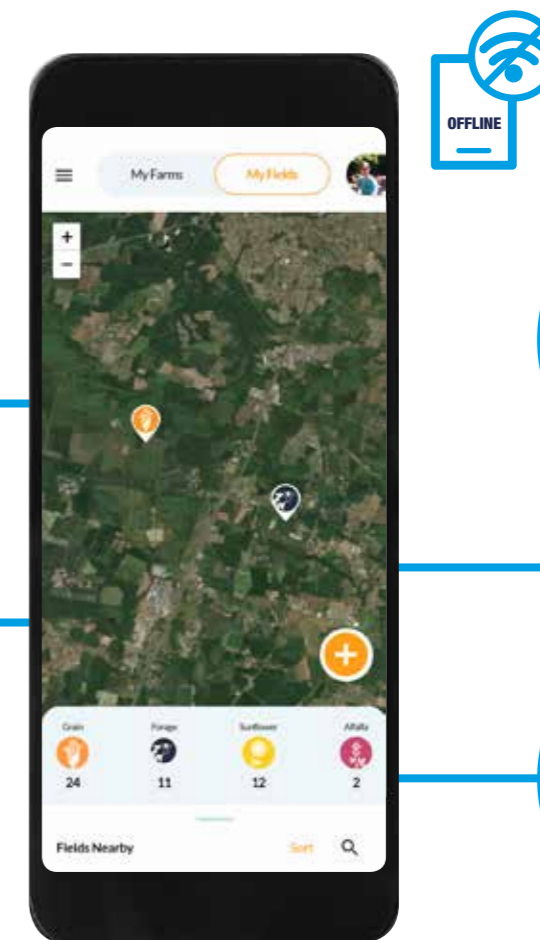 OFFLINE
My Farms My Fields
+
−
+
Grain Forage Sunflower Alfalfa
24 11 12 2
Fields Nearby Sort